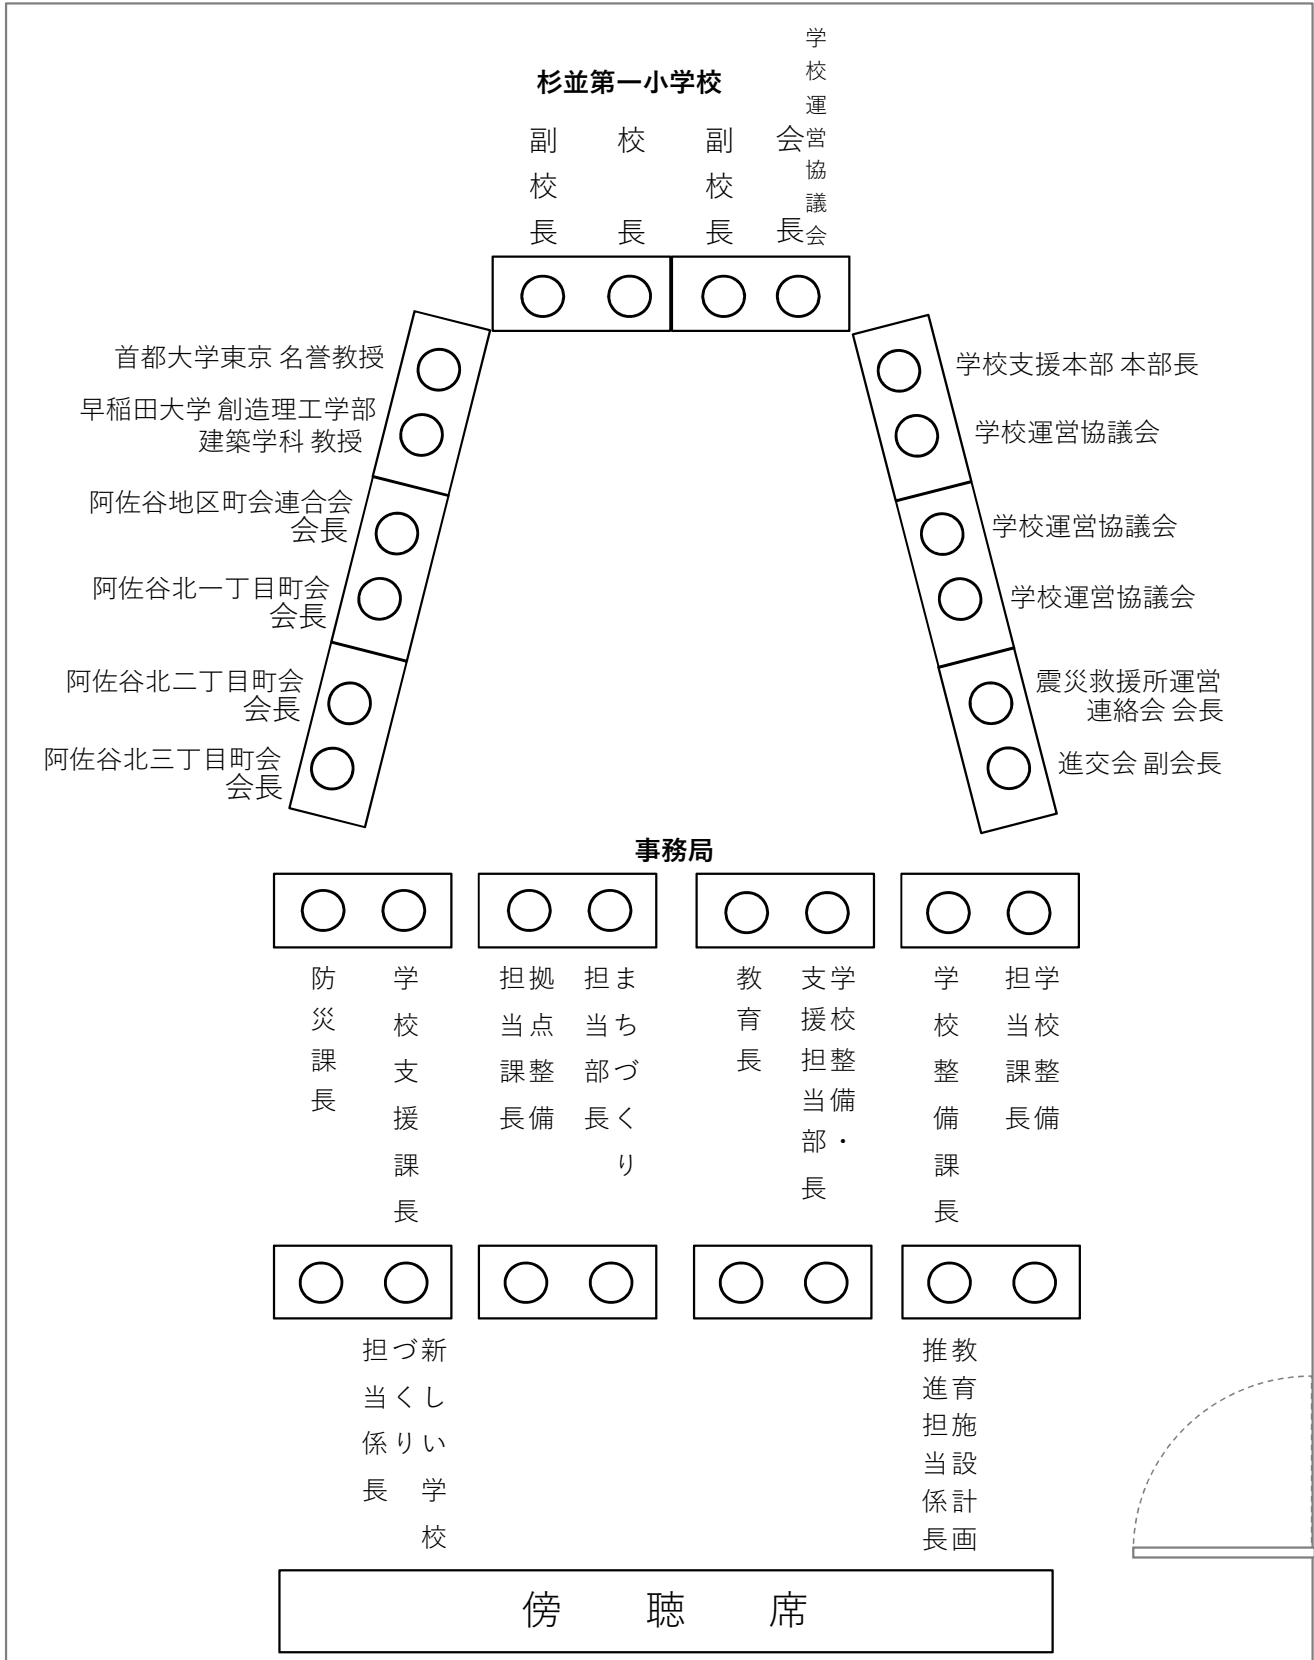 杉並第一小学校
副校長
校長
副校長
学校運営協議会
会長
首都大学東京 名誉教授
早稲田大学 創造理工学部
建築学科 教授
阿佐谷地区町会連合会
会長
阿佐谷北一丁目町会
会長
阿佐谷北二丁目町会
会長
阿佐谷北三丁目町会
会長
学校支援本部 本部長
学校運営協議会
学校運営協議会
学校運営協議会
震災救援所運営
連絡会 会長
進交会 副会長
事務局
防災課長
学校支援課長
拠点整備
担当課長
まちづくり
担当部長
教育長
学校整備・
支援担当部長
学校整備課長
学校整備
担当課長
新しい学校
づくり
担当係長
教育施設計画
推進担当係長
傍聴席